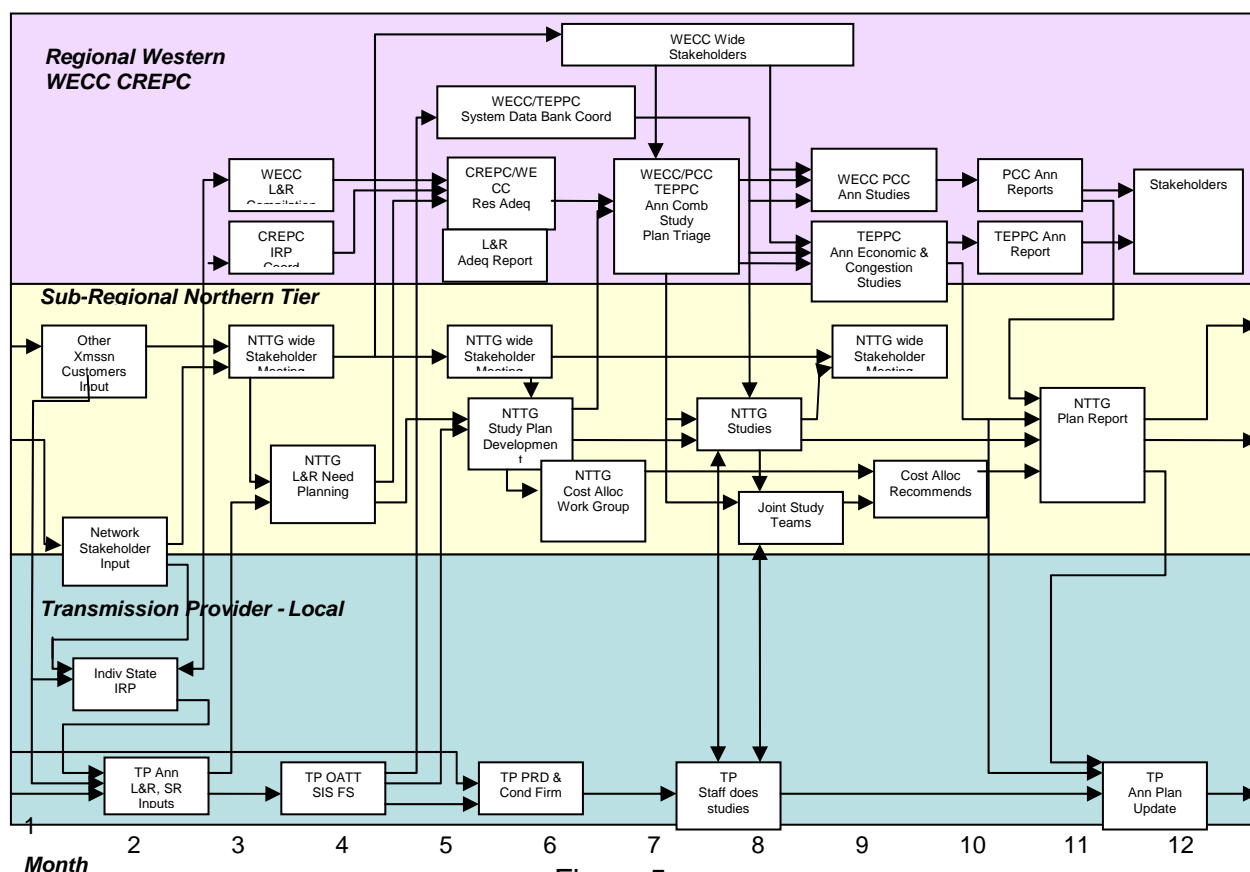 Regional Western
WECC CREPC
WECC Wide
Stakeholders
WECC/TEPPC
System Data Bank Coord
WECC
L&R
Compilation
CREPC/WE
CC
Res Adeq
WECC/PCC
TEPPC
Ann Comb
Study
Plan Triage
WECC PCC
Ann Studies
PCC Ann
Reports
Stakeholders
CREPC
IRP
Coord
L&R
Adeq Report
TEPPC
Ann Economic &
Congestion
Studies
TEPPC Ann
Report
Sub-Regional Northern Tier
Other
Xmssn
Customers
Input
NTTG wide
Stakeholder
Meeting
NTTG wide
Stakeholder
Meeting
NTTG wide
Stakeholder
Meeting
NTTG
Study Plan
Developmen
t
NTTG
Studies
NTTG
Plan Report
NTTG
L&R Need
Planning
NTTG
Cost Alloc
Work Group
Cost Alloc
Recommends
Joint Study
Teams
Network
Stakeholder
Input
Transmission Provider - Local
Indiv State
IRP
TP Ann
L&R, SR
Inputs
TP OATT
SIS FS
TP PRD &
Cond Firm
TP
Staff does
studies
TP
Ann Plan
Update
1
2
3
4
5
6
7
8
9
10
11
12
Month